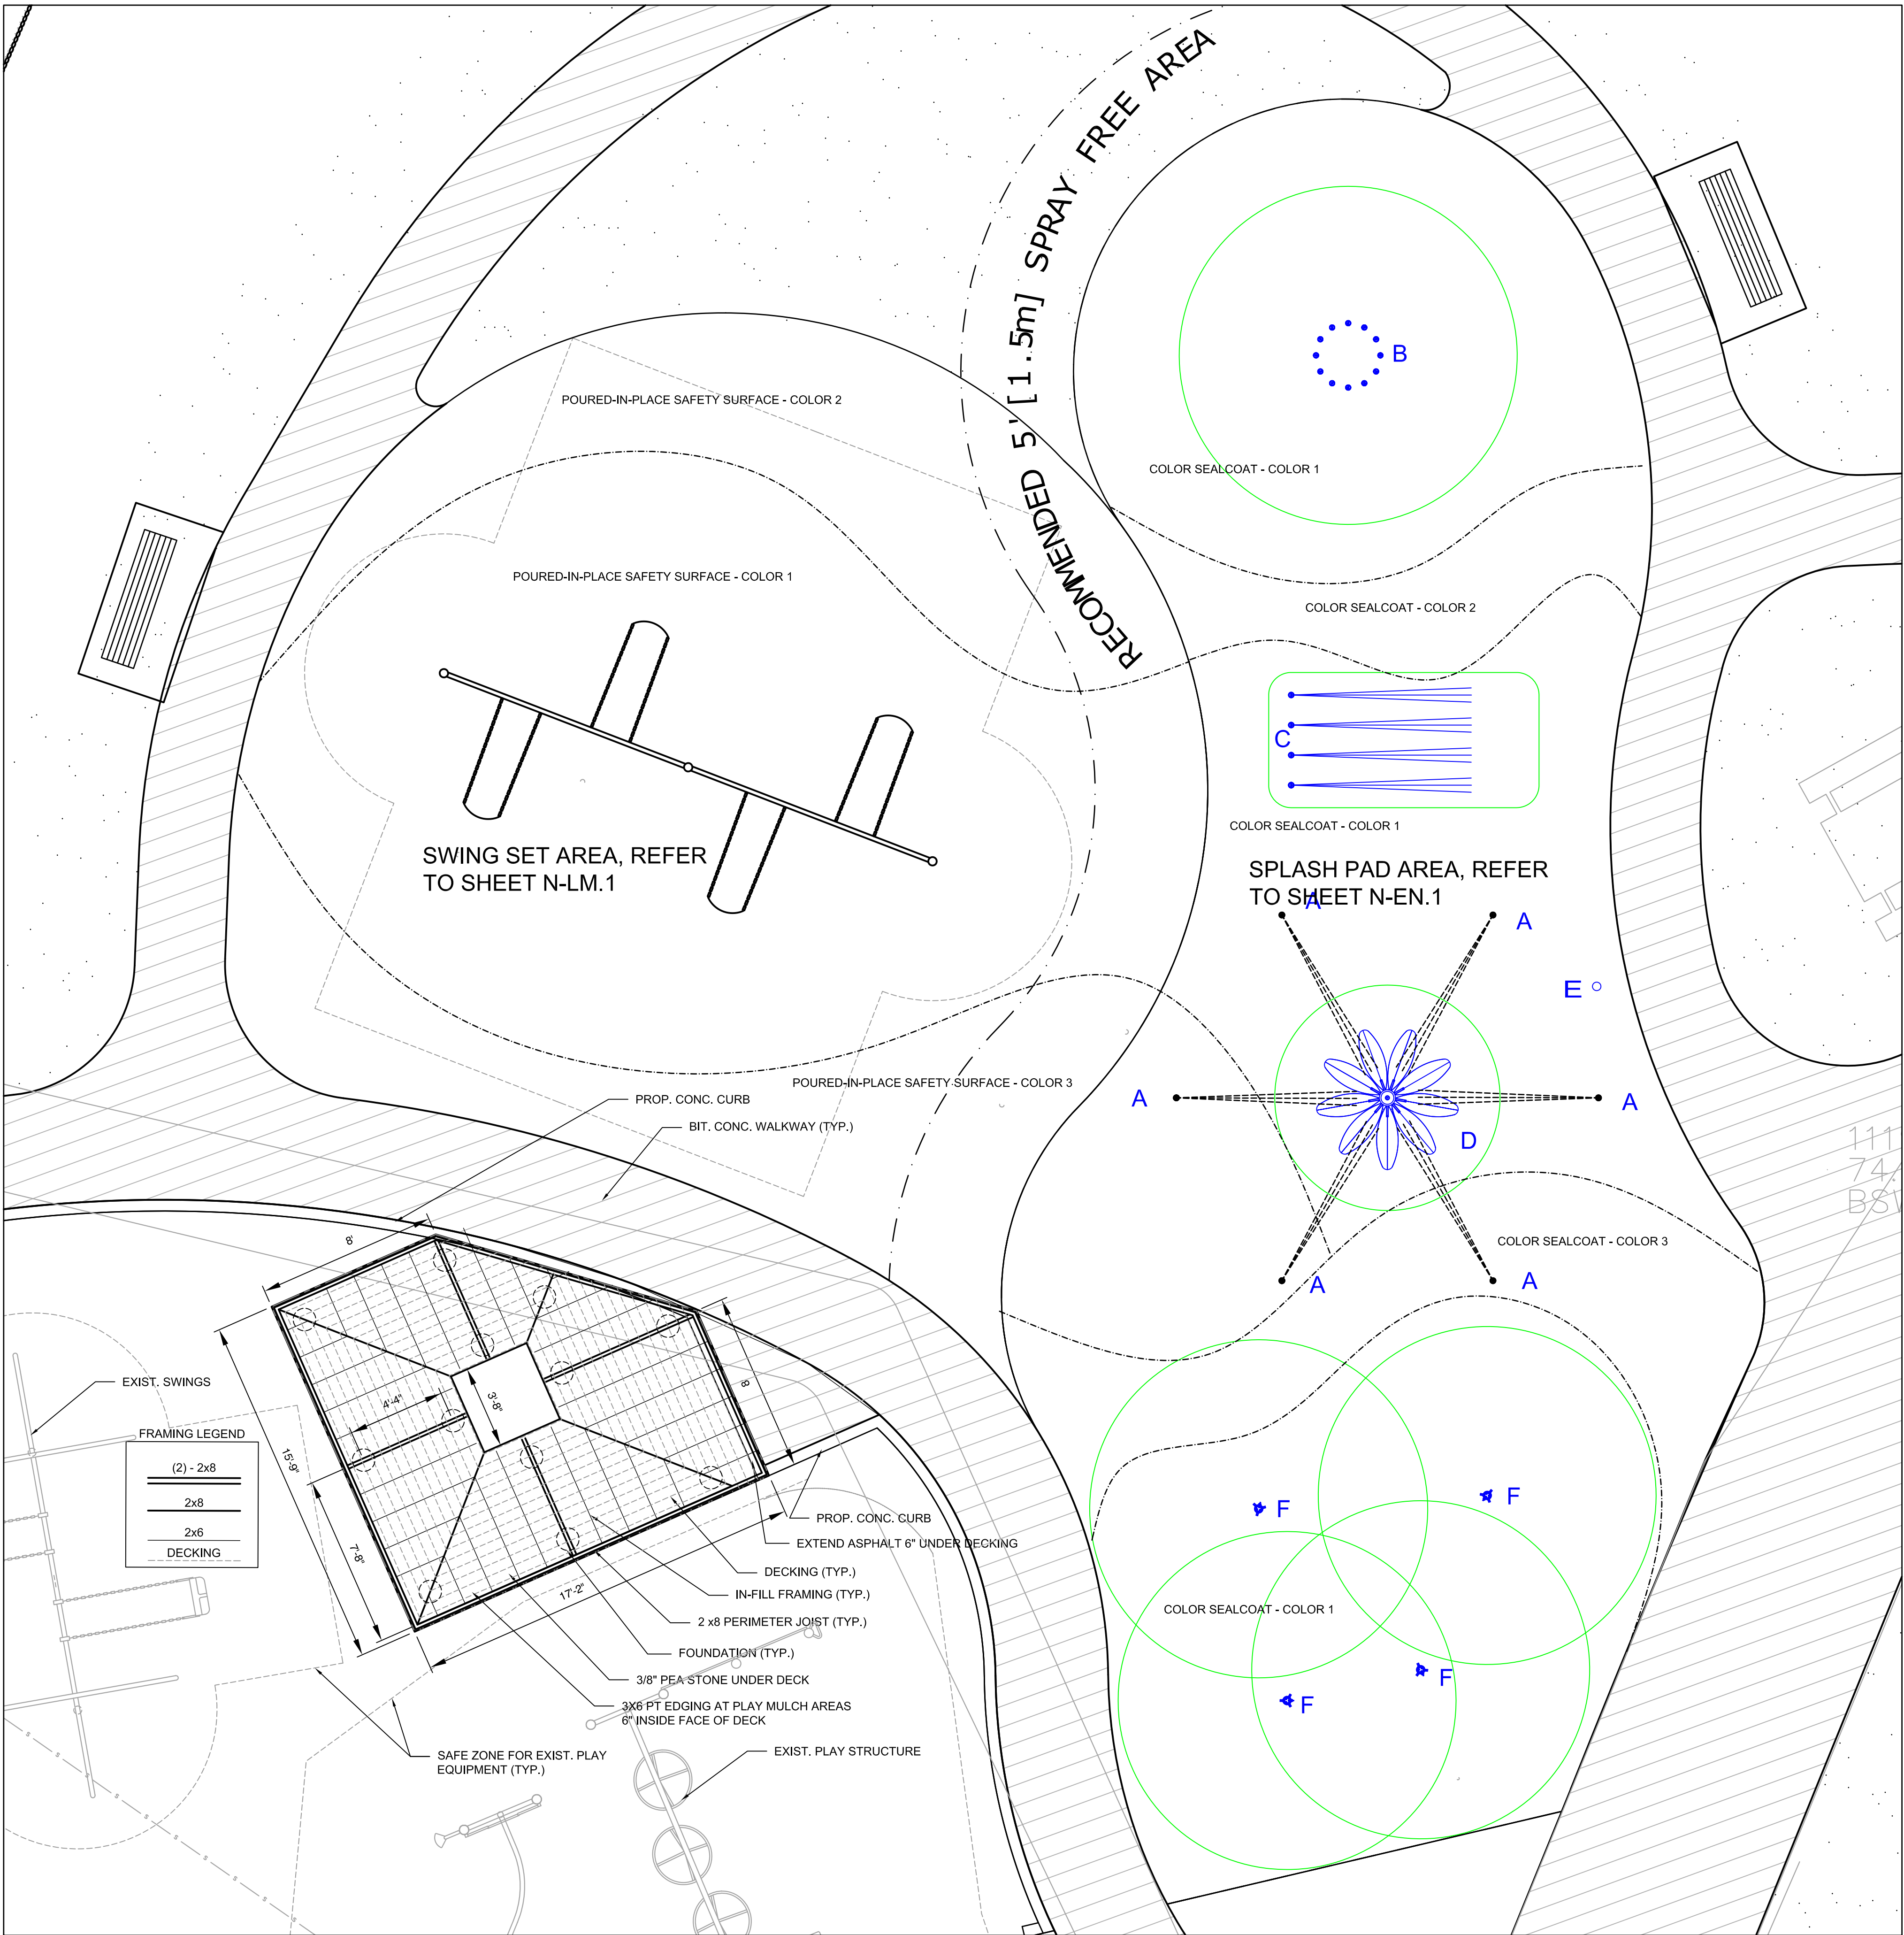 RECOMMENDED 5' [1.5m] SPRAY FREE AREA
B
POURED-IN-PLACE SAFETY SURFACE - COLOR 2
COLOR SEALCOAT - COLOR 1
POURED-IN-PLACE SAFETY SURFACE - COLOR 1
COLOR SEALCOAT - COLOR 2
C
COLOR SEALCOAT - COLOR 1
SWING SET AREA, REFER
TO SHEET N-LM.1
SPLASH PAD AREA, REFER
TO SHEET N-EN.1
A
A
E
POURED-IN-PLACE SAFETY SURFACE - COLOR 3
A
A
D
PROP. CONC. CURB
BIT. CONC. WALKWAY (TYP.)
111
74.
BS
COLOR SEALCOAT - COLOR 3
A
A
8'
8'
EXIST. SWINGS
4'-4"
3'-8"
15'-9"
7'-8"
17'-2"
FRAMING LEGEND
(2) - 2x8
2x8
2x6
DECKING
PROP. CONC. CURB
EXTEND ASPHALT 6" UNDER DECKING
DECKING (TYP.)
IN-FILL FRAMING (TYP.)
2 x8 PERIMETER JOIST (TYP.)
FOUNDATION (TYP.)
3/8" PEA STONE UNDER DECK
3X6 PT EDGING AT PLAY MULCH AREAS
6" INSIDE FACE OF DECK
SAFE ZONE FOR EXIST. PLAY
EQUIPMENT (TYP.)
EXIST. PLAY STRUCTURE
F
F
COLOR SEALCOAT - COLOR 1
F
F
S
S
S
S
S